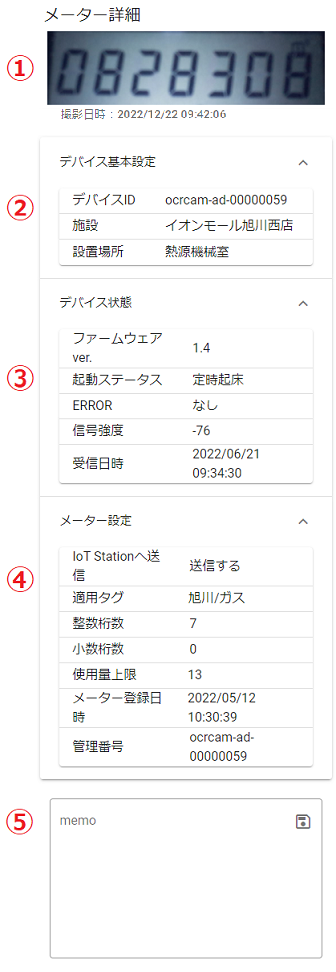 メーター詳細
①
0828308
撮影日時：2022/12/22 09:42:06
デバイス基本設定
②
デバイスID ocrcam-ad-00000059
施設 イオンモール旭川西店
設置場所 熱源機械室
デバイス状態
③
ファームウェア
ver. 1.4
起動ステータス 定時起床
ERROR なし
信号強度 -76
受信日時 2022/06/21
09:34:30
メーター設定
④
IoT Stationへ送
信 送信する
適用タグ 旭川/ガス
整数桁数 7
小数桁数 0
使用量上限 13
メーター登録日
時 2022/05/12
10:30:39
管理番号 ocrcam-ad-
00000059
⑤
memo